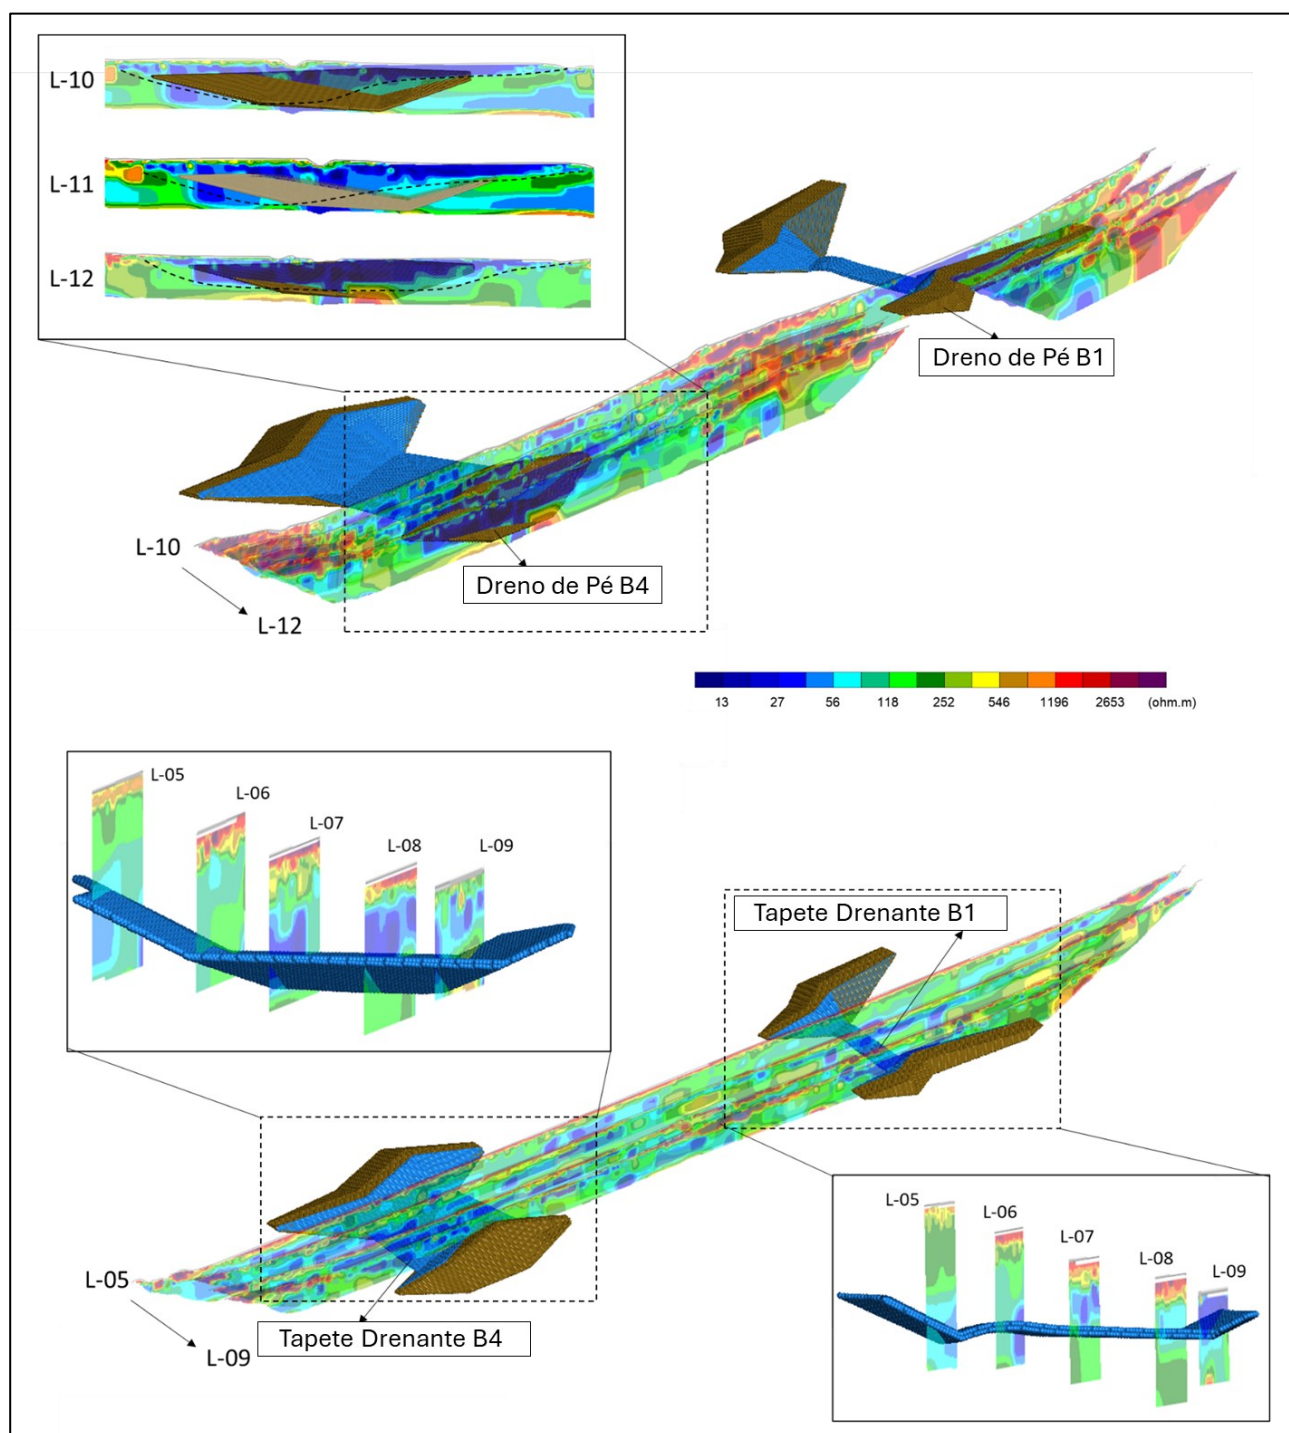 L-10
L-11
L-12
Dreno de Pé B1
L-10
Dreno de Pé B4
L-12
13 27 56 118 252 546 1196 2653 (ohm.m)
L-05
L-06
L-07
L-08
L-09
Tapete Drenante B1
L-05
L-06
L-07
L-08
L-09
L-05
Tapete Drenante B4
L-09